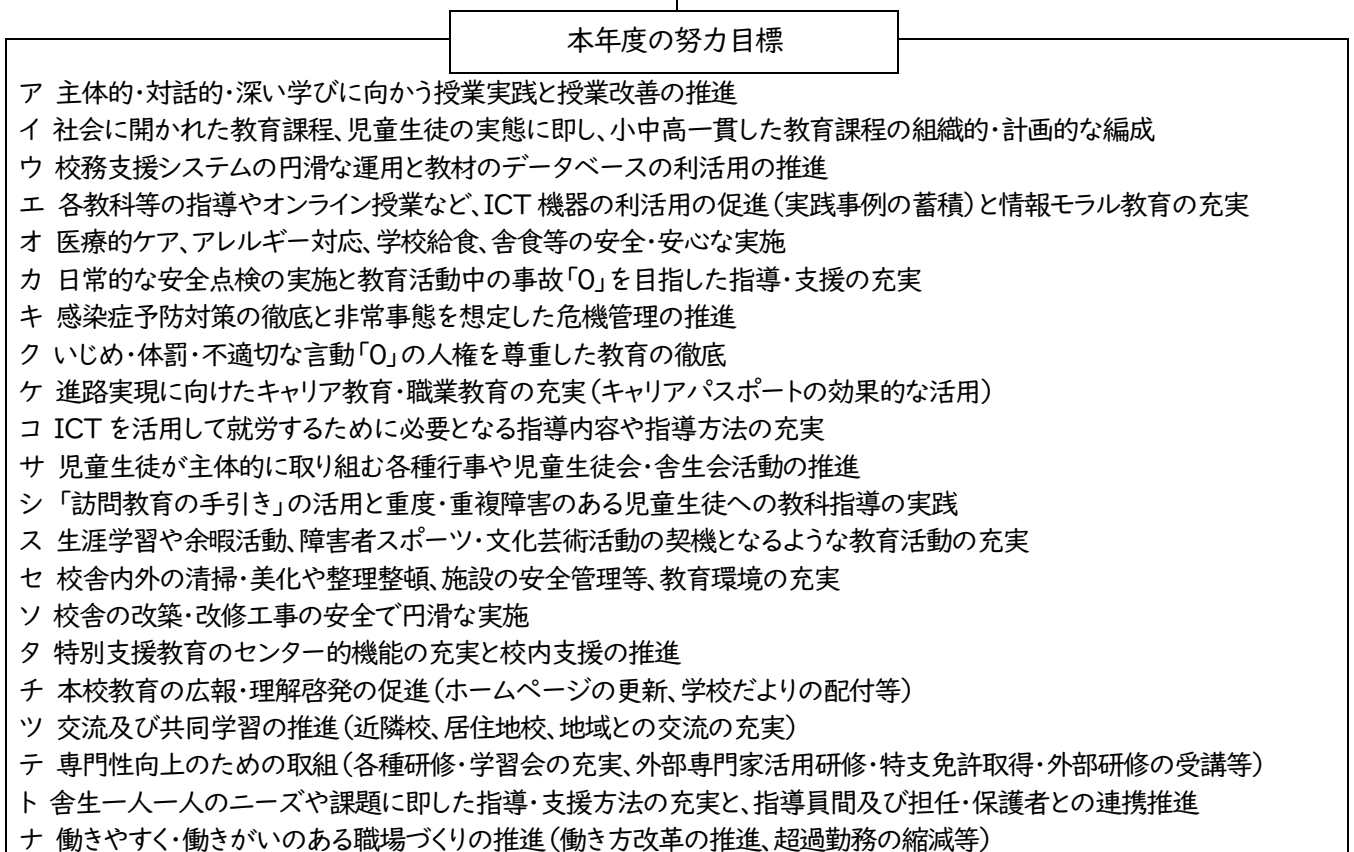 本年度の努力目標
ア 主体的・対話的・深い学びに向かう授業実践と授業改善の推進
イ 社会に開かれた教育課程、児童生徒の実態に即し、小中高一貫した教育課程の組織的・計画的な編成
ウ 校務支援システムの円滑な運用と教材のデータベースの利活用の推進
エ 各教科等の指導やオンライン授業など、ICT 機器の利活用の促進(実践事例の蓄積)と情報モラル教育の充実
オ 医療的ケア、アレルギー対応、学校給食、舎食等の安全・安心な実施
カ 日常的な安全点検の実施と教育活動中の事故「0」を目指した指導・支援の充実
キ 感染症予防対策の徹底と非常事態を想定した危機管理の推進
ク いじめ・体罰・不適切な言動「0」の人権を尊重した教育の徹底
ケ 進路実現に向けたキャリア教育・職業教育の充実(キャリアパスポートの効果的な活用)
コ ICT を活用して就労するために必要となる指導内容や指導方法の充実
サ 児童生徒が主体的に取り組む各種行事や児童生徒会・舎生会活動の推進
シ 「訪問教育の手引き」の活用と重度・重複障害のある児童生徒への教科指導の実践
ス 生涯学習や余暇活動、障害者スポーツ・文化芸術活動の契機となるような教育活動の充実
セ 校舎内外の清掃・美化や整理整頓、施設の安全管理等、教育環境の充実
ソ 校舎の改築・改修工事の安全で円滑な実施
タ 特別支援教育のセンター的機能の充実と校内支援の推進
チ 本校教育の広報・理解啓発の促進(ホームページの更新、学校だよりの配付等)
ツ 交流及び共同学習の推進(近隣校、居住地校、地域との交流の充実)
テ 専門性向上のための取組(各種研修・学習会の充実、外部専門家活用研修・特支免許取得・外部研修の受講等)
ト 舎生一人一人のニーズや課題に即した指導・支援方法の充実と、指導員間及び担任・保護者との連携推進
ナ 働きやすく・働きがいのある職場づくりの推進(働き方改革の推進、超過勤務の縮減等)